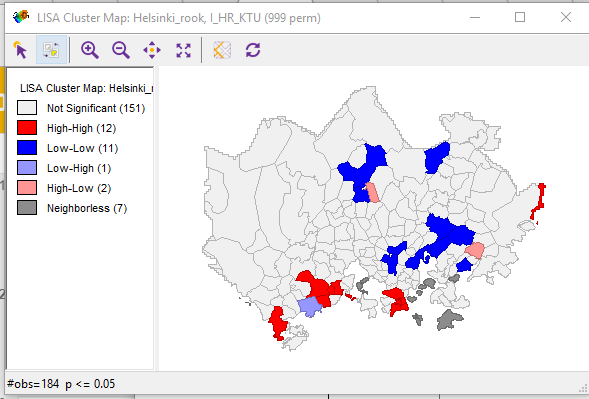 LISA Cluster Map: Helsinki_rook, I_HR_KTU (999 perm)
LISA Cluster Map: Helsinki_r
Not Significant (151)
High-High (12)
Low-Low (11)
Low-High (1)
High-Low (2)
Neighborless (7)
#obs=184 p <= 0.05